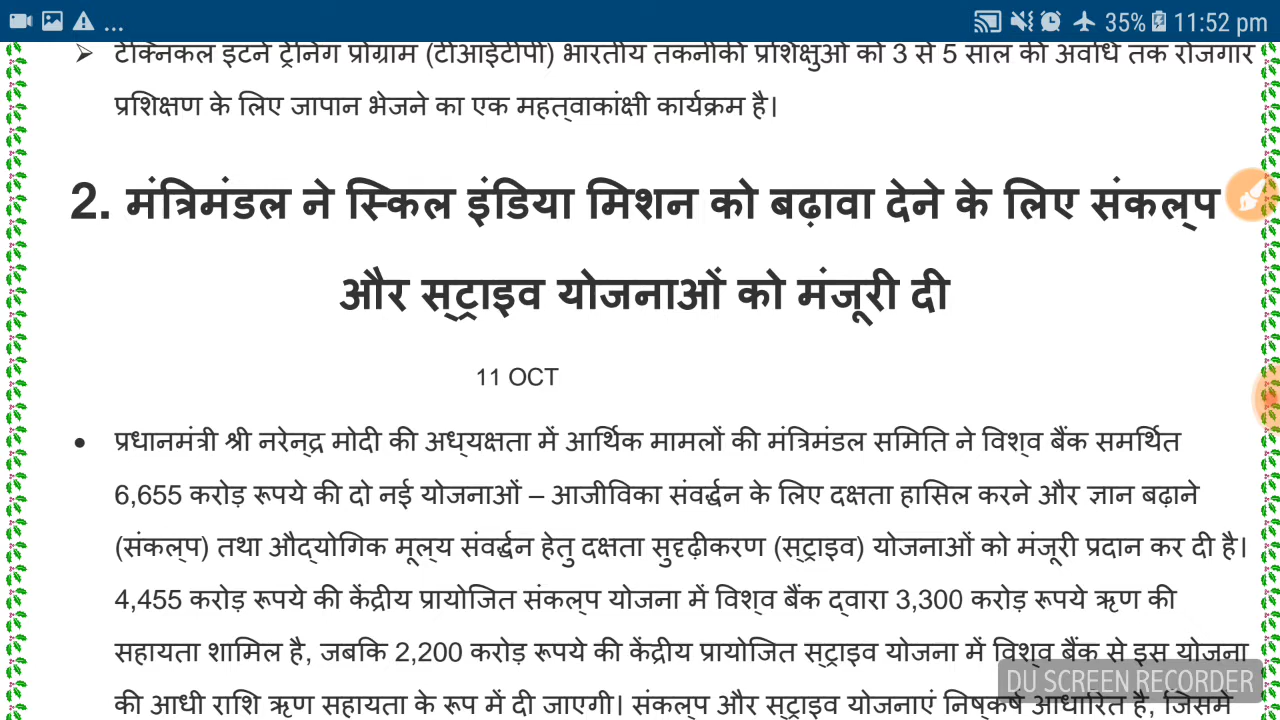 ... 35% 11:52 pm
➢ टेक्निकल इंटर्न ट्रेनिंग प्रोग्राम (टीआईटीपी) भारतीय तकनीकी प्रशिक्षुओं को 3 से 5 साल की अवधि तक रोजगार
प्रशिक्षण के लिए जापान भेजने का एक महत्वाकांक्षी कार्यक्रम है।
2. मंत्रिमंडल ने स्किल इंडिया मिशन को बढ़ावा देने के लिए संकल्प
और स्ट्राइव योजनाओं को मंजूरी दी
11 OCT
• प्रधानमंत्री श्री नरेन्द्र मोदी की अध्यक्षता में आर्थिक मामलों की मंत्रिमंडल समिति ने विश्व बैंक समर्थित
6,655 करोड़ रूपये की दो नई योजनाओं – आजीविका संवर्द्धन के लिए दक्षता हासिल करने और ज्ञान बढ़ाने
(संकल्प) तथा औद्योगिक मूल्य संवर्द्धन हेतु दक्षता सुदृढ़ीकरण (स्ट्राइव) योजनाओं को मंजूरी प्रदान कर दी है।
4,455 करोड़ रूपये की केंद्रीय प्रायोजित संकल्प योजना में विश्व बैंक द्वारा 3,300 करोड़ रूपये ऋण की
सहायता शामिल है, जबकि 2,200 करोड़ रूपये की केंद्रीय प्रायोजित स्ट्राइव योजना में विश्व बैंक से इस योजना
की आधी राशि ऋण सहायता के रूप में दी जाएगी। संकल्प और स्ट्राइव योजनाएं निष्कर्ष आधारित है, जिसमें
DU SCREEN RECORDER